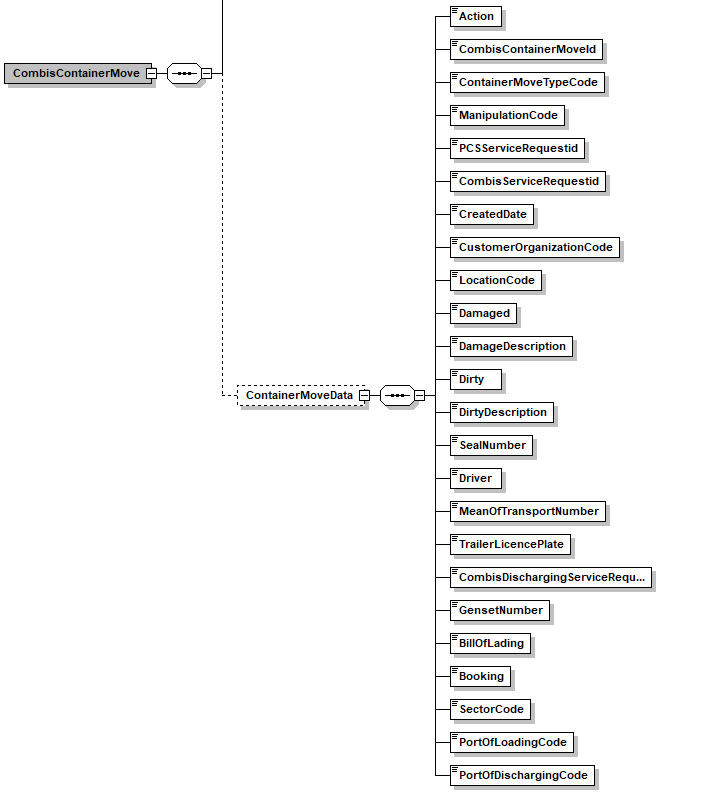 Action
CombisContainerMoveId
CombisContainerMove
ContainerMoveTypeCode
ManipulationCode
PCSServiceRequestid
CombisServiceRequestid
CreatedDate
CustomerOrganizationCode
LocationCode
Damaged
DamageDescription
Dirty
ContainerMoveData
DirtyDescription
SealNumber
Driver
MeanOfTransportNumber
TrailerLicencePlate
CombisDischargingServiceRequ...
GensetNumber
BillOfLading
Booking
SectorCode
PortOfLoadingCode
PortOfDischargingCode